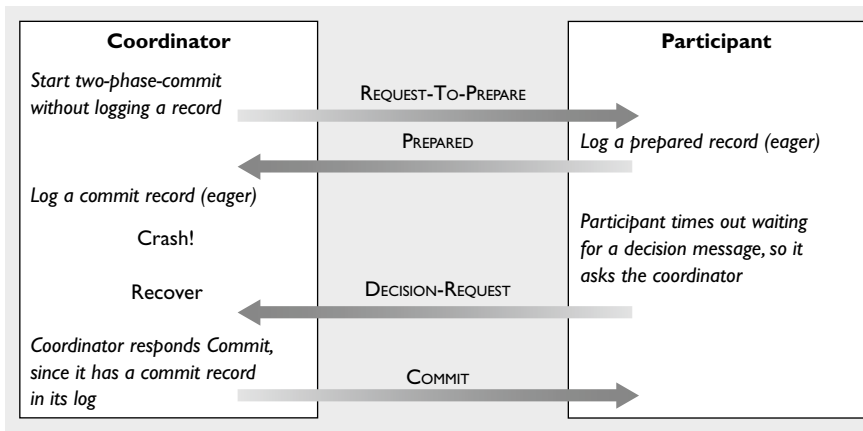 Coordinator
Participant
Start two-phase-commit
without logging a record
REQUEST-TO-PREPARE
PREPARED
Log a prepared record (eager)
Log a commit record (eager)
Crash!
Participant times out waiting
for a decision message, so it
asks the coordinator
Recover
DECISION-REQUEST
Coordinator responds Commit,
since it has a commit record
in its log
COMMIT